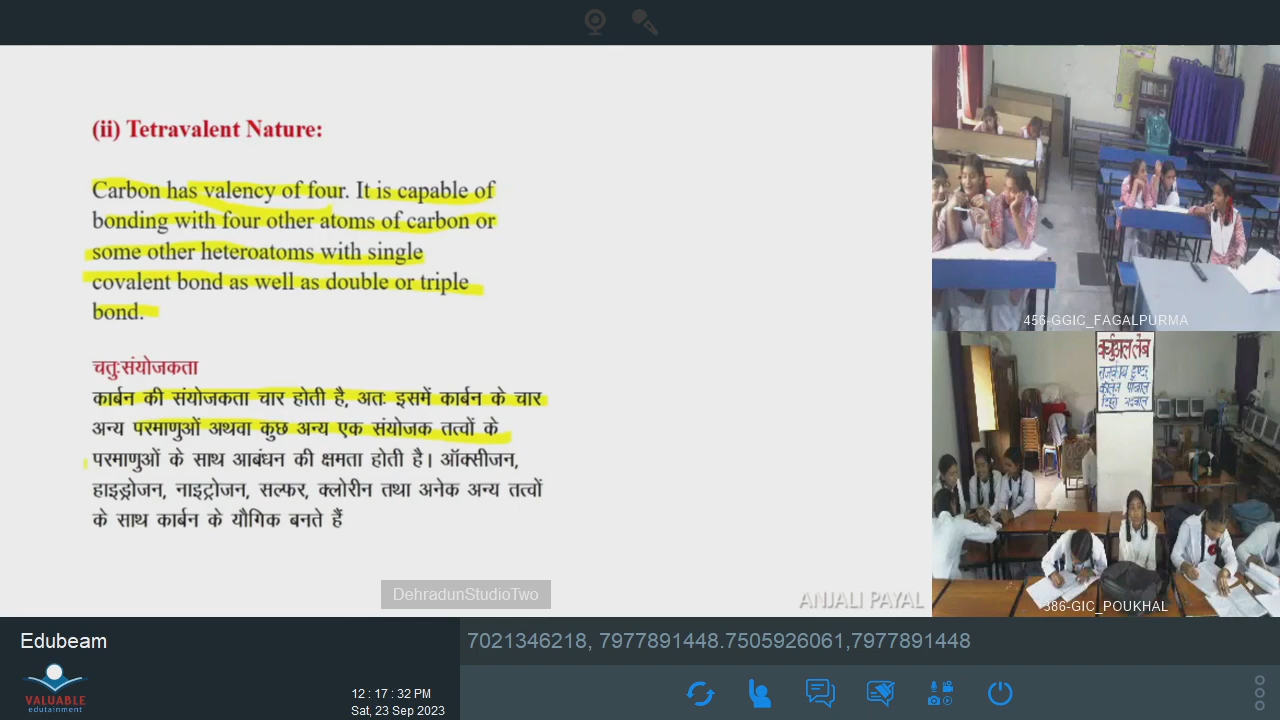 (ii) Tetravalent Nature:
Carbon has valency of four. It is capable of
bonding with four other atoms of carbon or
some other heteroatoms with single
covalent bond as well as double or triple
bond.
चतुःसंयोजकता
कार्बन की संयोजकता चार होती है, अतः इसमें कार्बन के चार
अन्य परमाणुओं अथवा कुछ अन्य एक संयोजक तत्वों के
परमाणुओं के साथ आबंधन की क्षमता होती है। ऑक्सीजन,
हाइड्रोजन, नाइट्रोजन, सल्फर, क्लोरीन तथा अनेक अन्य तत्वों
के साथ कार्बन के यौगिक बनते हैं
DehradunStudioTwo
ANJALI PAYAL
456-GGIC_FAGALPURMA
वर्चुअल लैब
386-GIC_POUKHAL
Edubeam
7021346218, 7977891448.7505926061,7977891448
VALUABLE
edutainment
12 : 17 : 32 PM
Sat, 23 Sep 2023